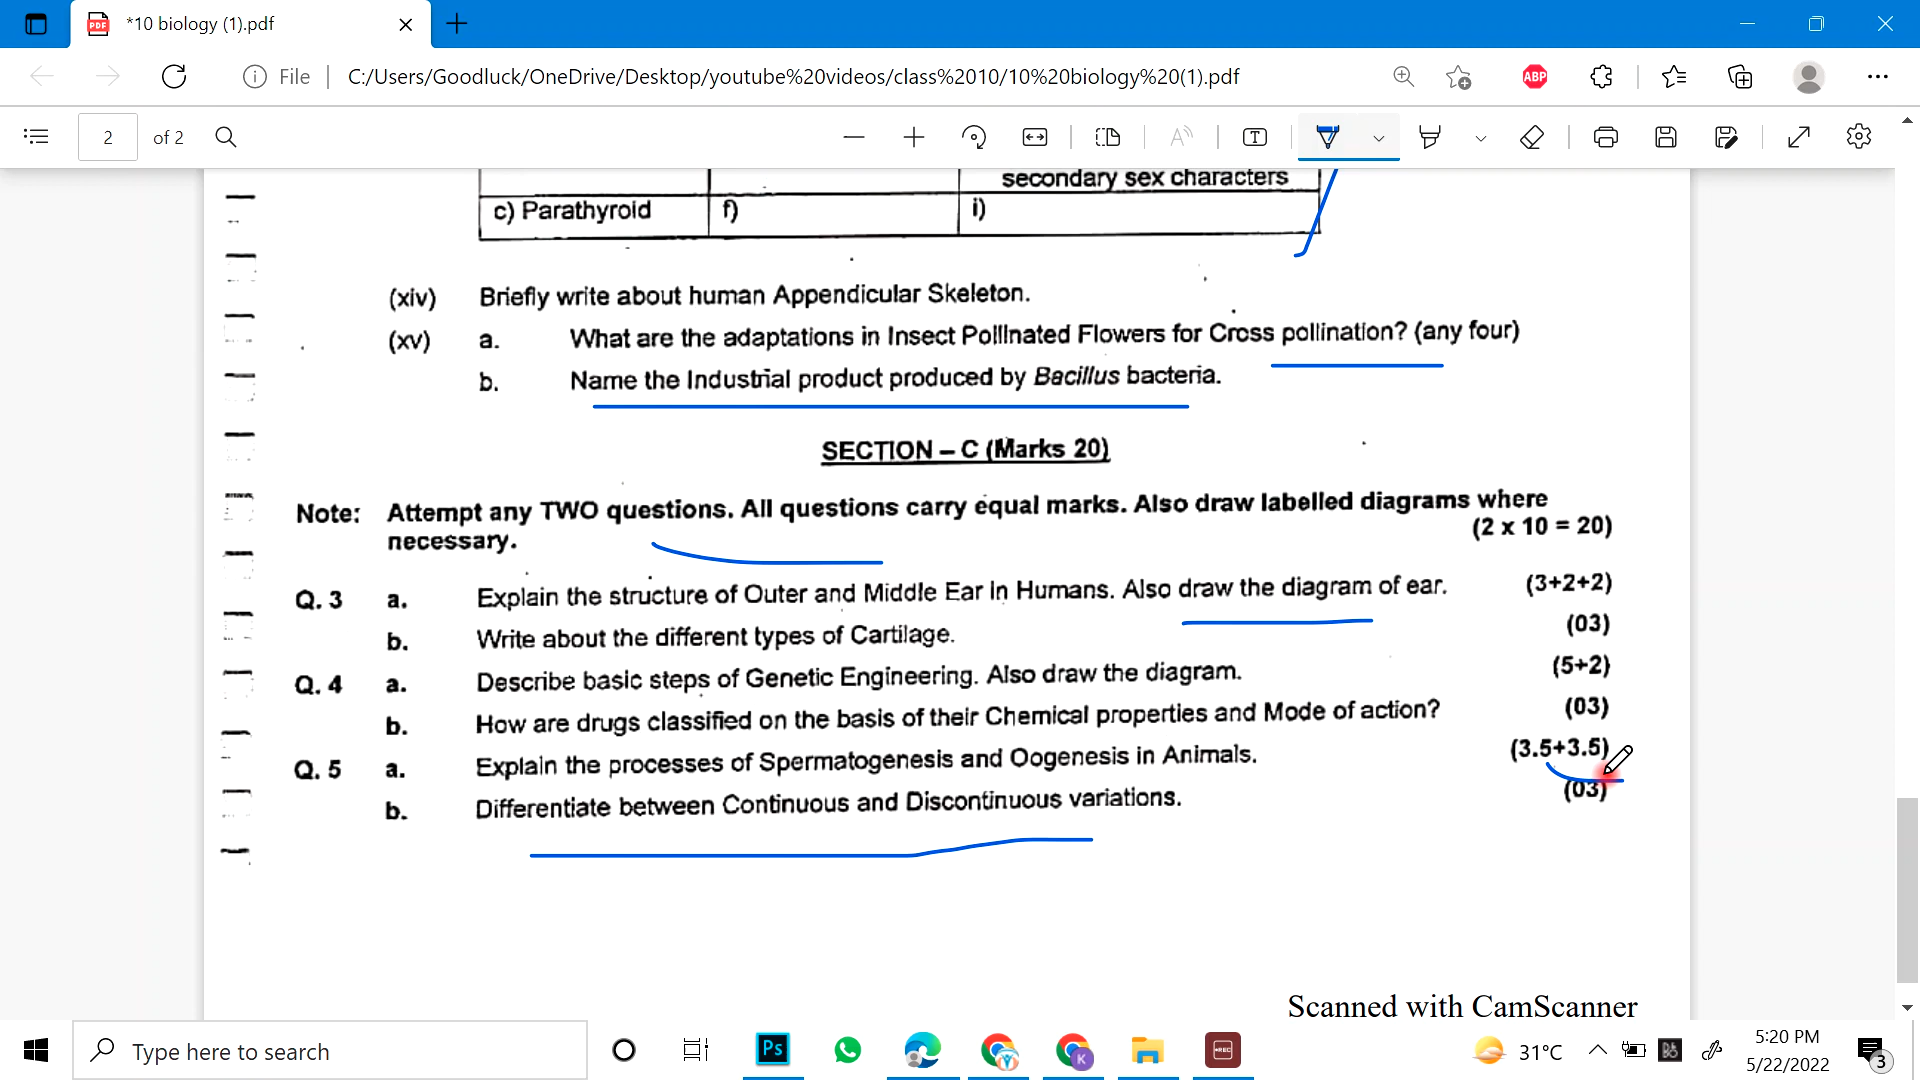 *10 biology (1).pdf
File
C:/Users/Goodluck/OneDrive/Desktop/youtube%20videos/class%2010/10%20biology%20(1).pdf
ABP
2 of 2
secondary sex characters
c) Parathyroid f) i)
(xiv) Briefly write about human Appendicular Skeleton.
(xv) a. What are the adaptations in Insect Pollinated Flowers for Cross pollination? (any four)
b. Name the Industrial product produced by Bacillus bacteria.
SECTION – C (Marks 20)
Note: Attempt any TWO questions. All questions carry equal marks. Also draw labelled diagrams where
necessary. (2 x 10 = 20)
Q. 3 a. Explain the structure of Outer and Middle Ear in Humans. Also draw the diagram of ear. (3+2+2)
b. Write about the different types of Cartilage. (03)
Q. 4 a. Describe basic steps of Genetic Engineering. Also draw the diagram. (5+2)
b. How are drugs classified on the basis of their Chemical properties and Mode of action? (03)
Q. 5 a. Explain the processes of Spermatogenesis and Oogenesis in Animals. (3.5+3.5)
b. Differentiate between Continuous and Discontinuous variations. (03)
Scanned with CamScanner
Type here to search
Ps
K
REC
31°C
5:20 PM
5/22/2022
3